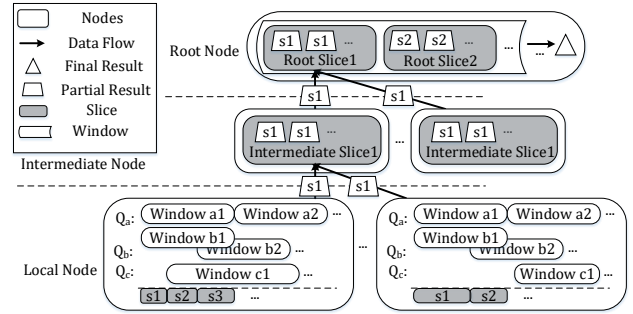 Nodes
Data Flow
Final Result
Partial Result
Slice
Window
Root Node
s1 s1 ... s2 s2 ... ... ...
Root Slice1 Root Slice2
s1 s1
s1 s1 ... s1 s1 ...
Intermediate Slice1 ... Intermediate Slice1
Intermediate Node
s1 s1
Qa: Window a1 Window a2 ... Qa: Window a1 Window a2 ...
Window b1 Window b1
Qb: Window b2 ... ... Qb: Window b2 ...
Local Node Qc: Window c1 ... Qc: Window c1 ...
s1 s2 s3 ... s1 s2 ...